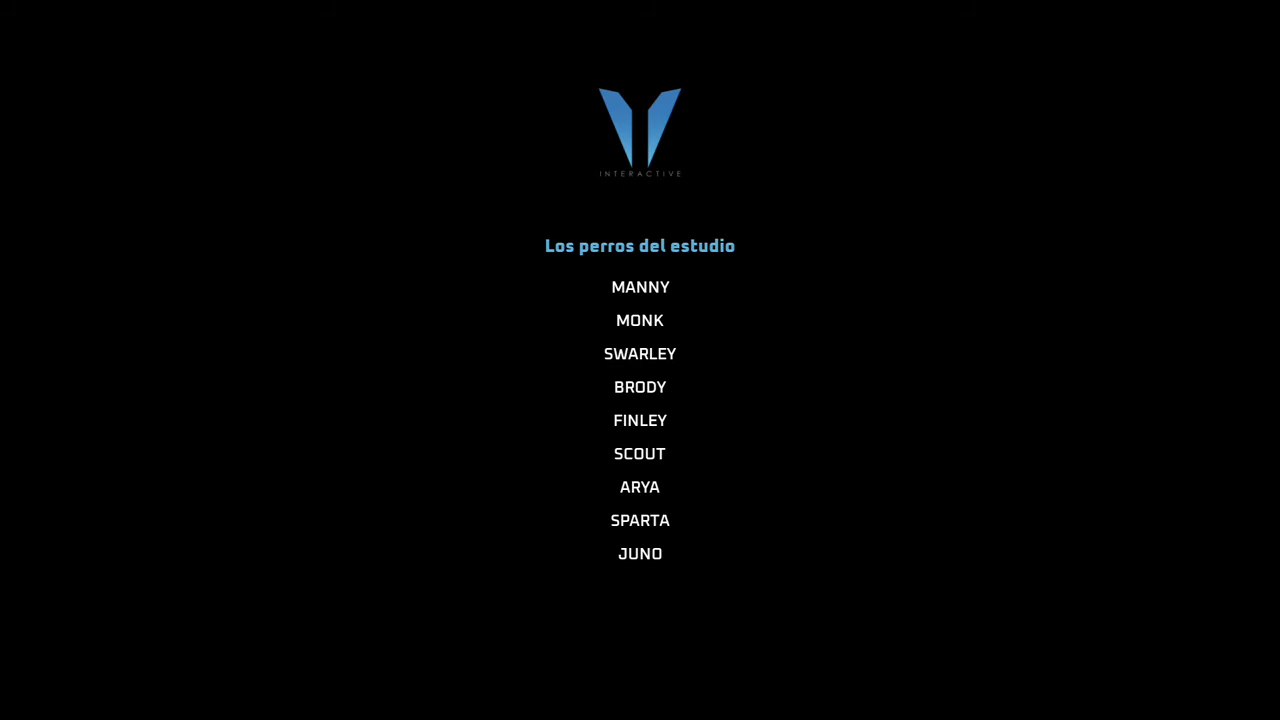 INTERACTIVE
Los perros del estudio
MANNY
MONK
SWARLEY
BRODY
FINLEY
SCOUT
ARYA
SPARTA
JUNO